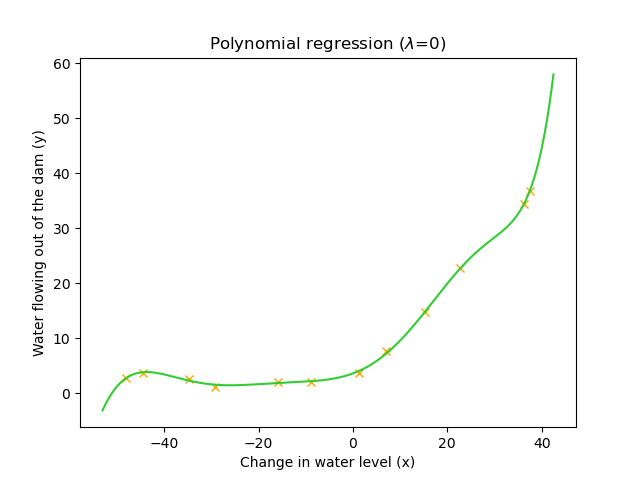 Polynomial regression (λ=0)
Water flowing out of the dam (y)
60
50
40
30
20
10
0
−40 −20 0 20 40
Change in water level (x)